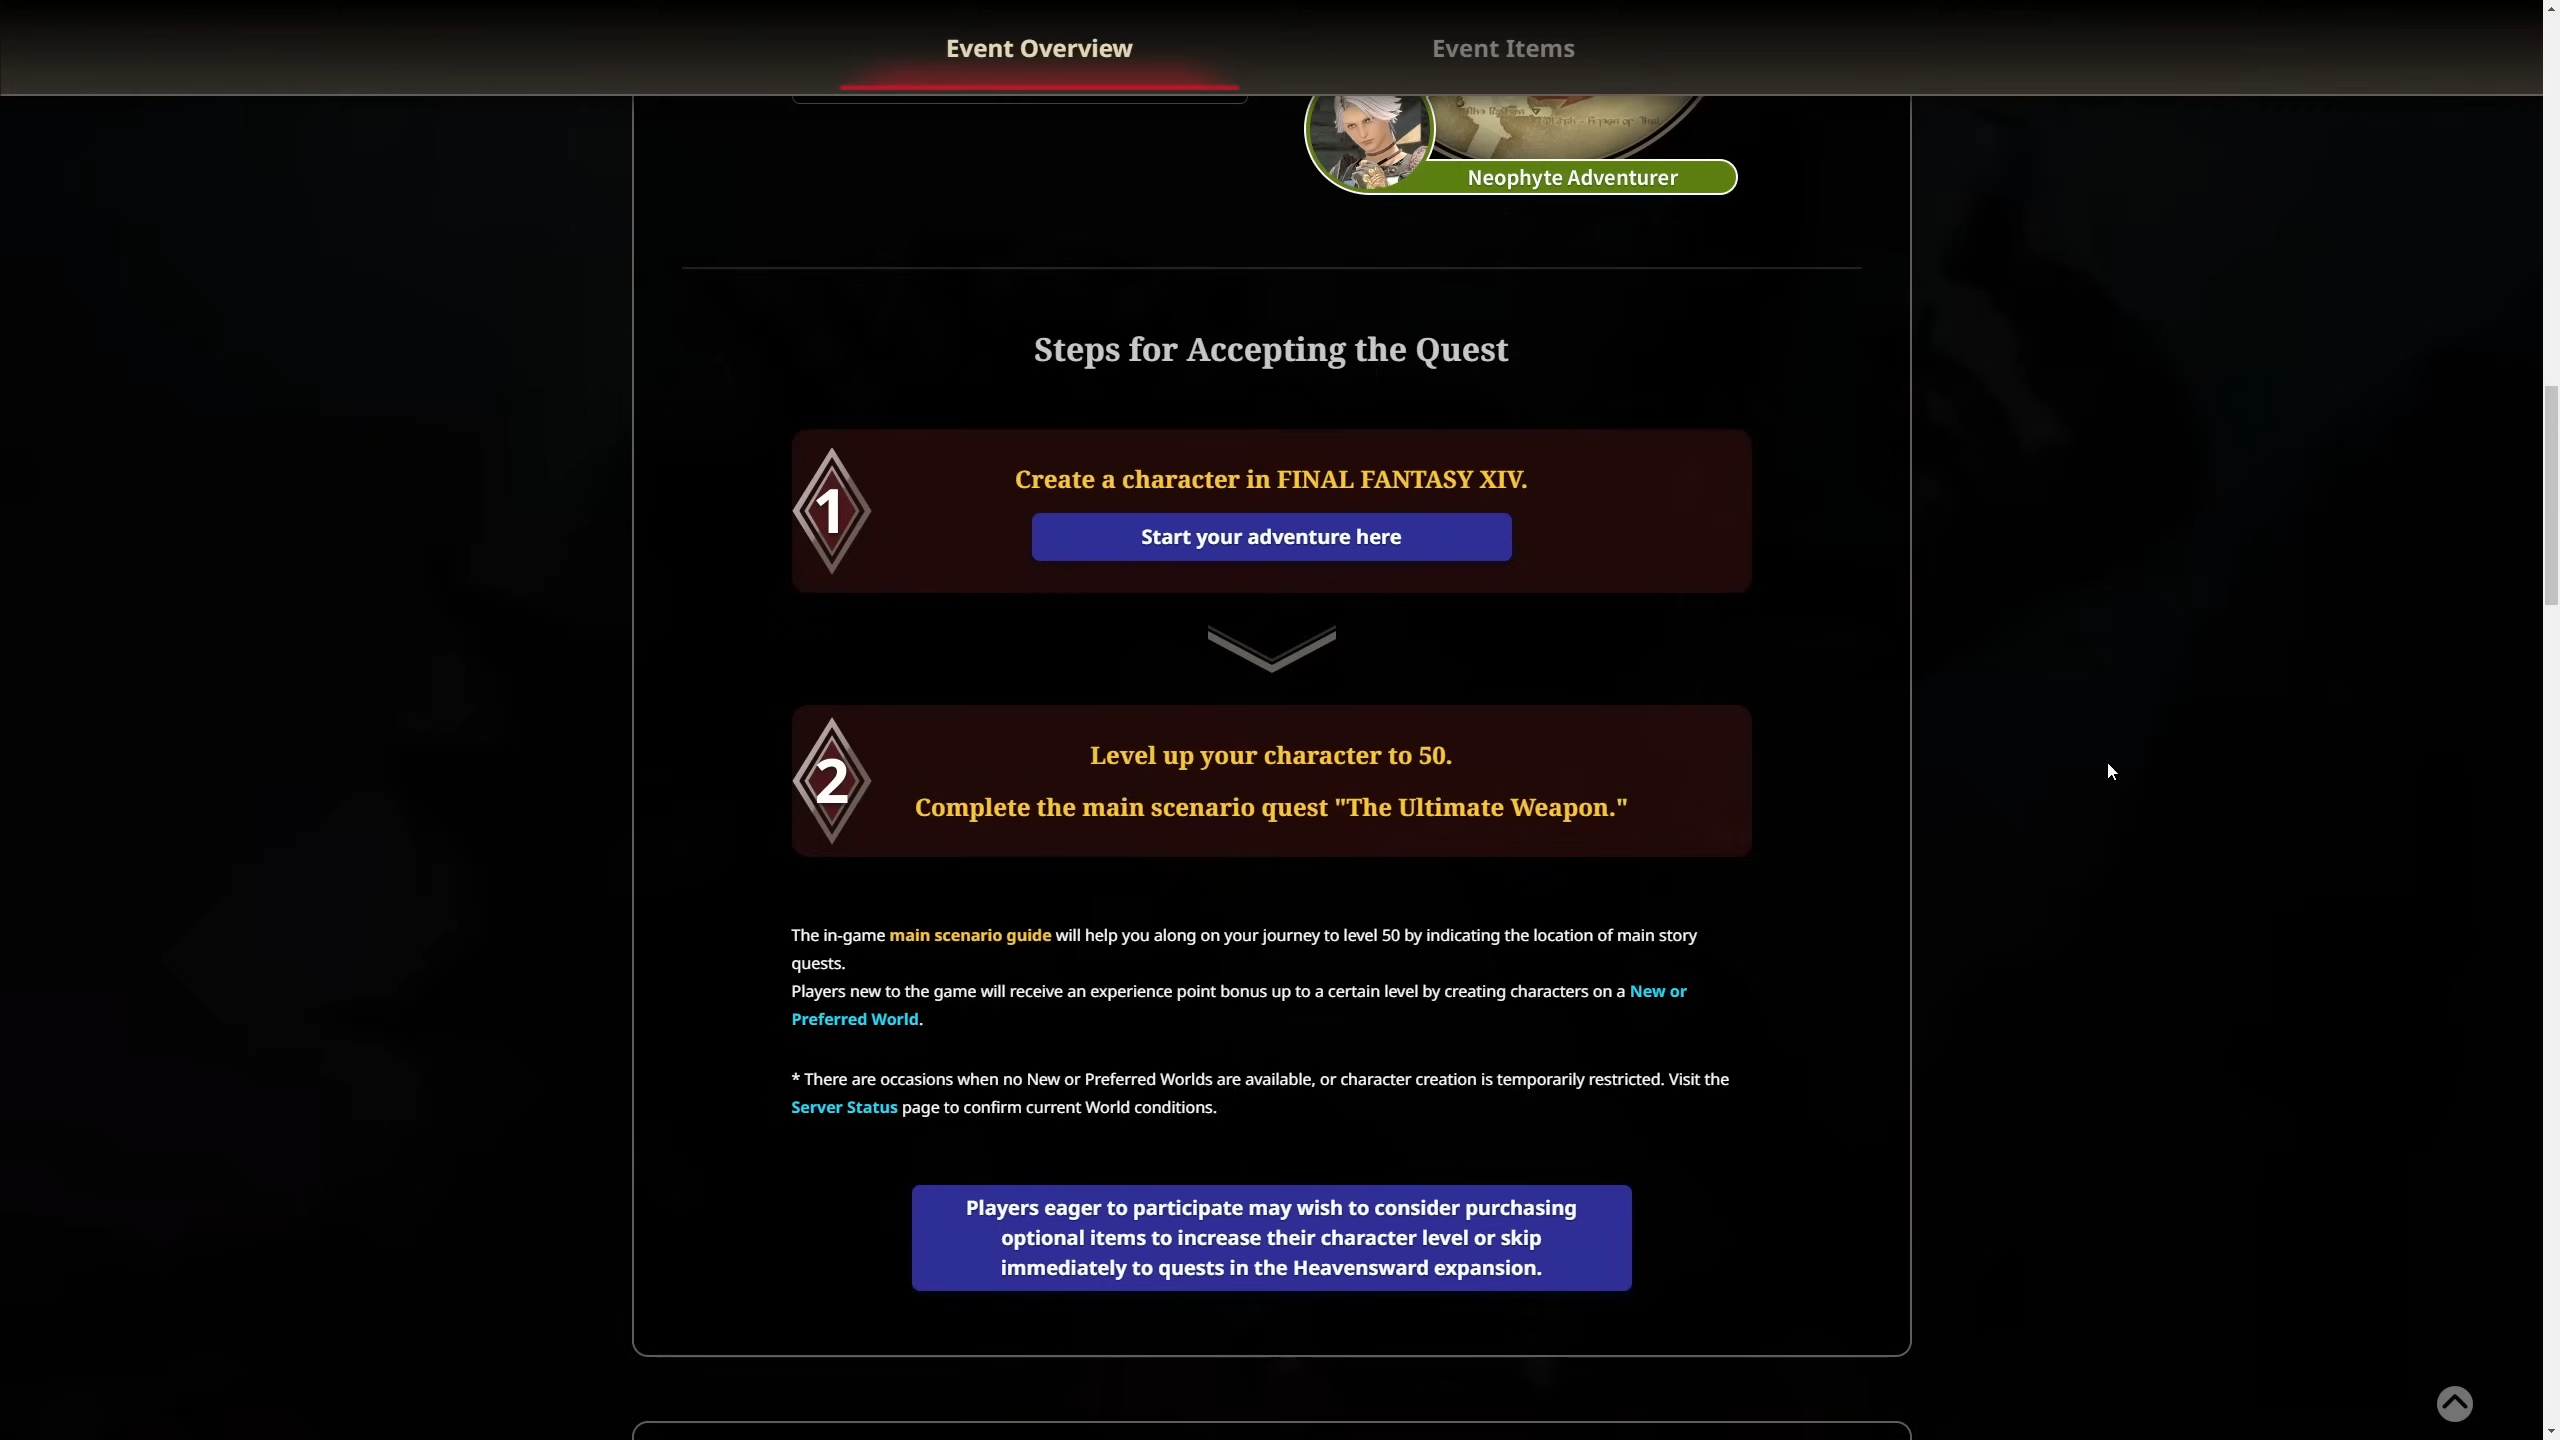 Event Overview
Event Items
Neophyte Adventurer
Steps for Accepting the Quest
1
Create a character in FINAL FANTASY XIV.
Start your adventure here
2
Level up your character to 50.
Complete the main scenario quest "The Ultimate Weapon."
The in-game main scenario guide will help you along on your journey to level 50 by indicating the location of main story
quests.
Players new to the game will receive an experience point bonus up to a certain level by creating characters on a New or
Preferred World.
* There are occasions when no New or Preferred Worlds are available, or character creation is temporarily restricted. Visit the
Server Status page to confirm current World conditions.
Players eager to participate may wish to consider purchasing
optional items to increase their character level or skip
immediately to quests in the Heavensward expansion.